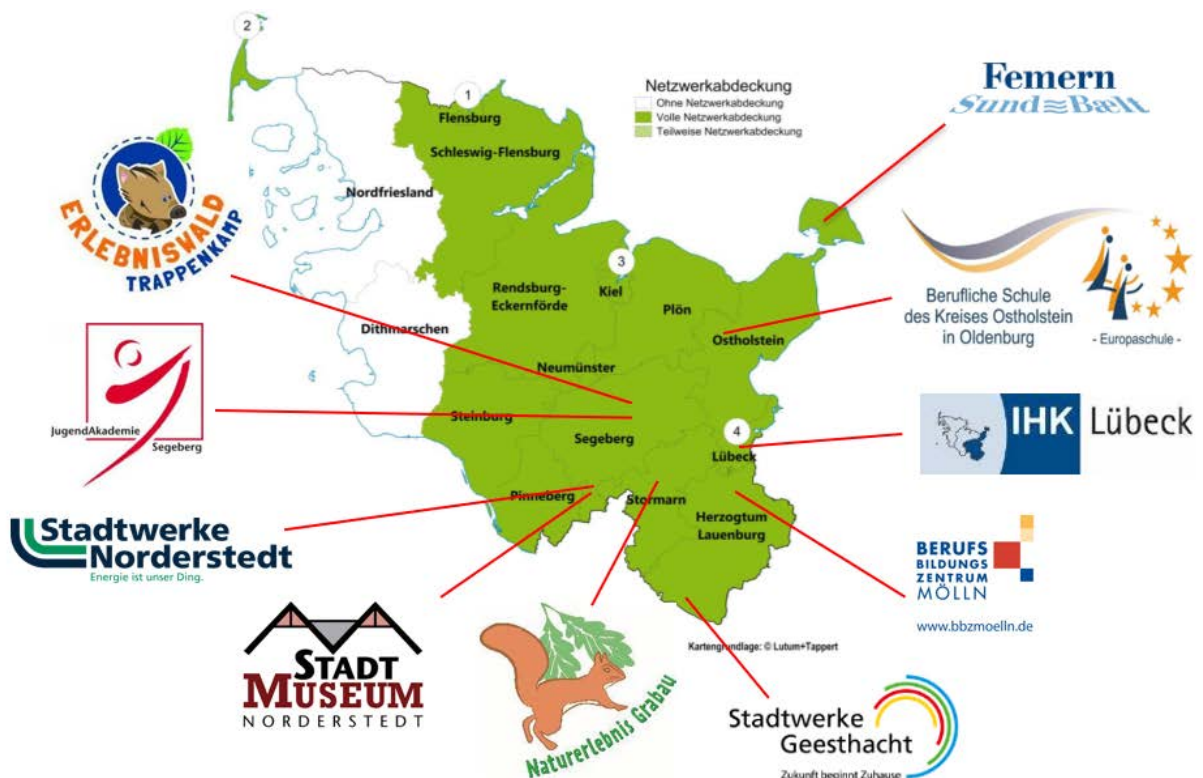 2
1
Flensburg
Schleswig-Flensburg
Nordfriesland
Netzwerkabdeckung
Ohne Netzwerkabdeckung
Volle Netzwerkabdeckung
Teilweise Netzwerkabdeckung
Femern
Sund≈Bælt
ERLEBNISWALD
TRAPPENKAMP
3
Rendsburg-
Eckernförde
Kiel
Plön
Dithmarschen
Ostholstein
Berufliche Schule
des Kreises Ostholstein
in Oldenburg
- Europaschule -
Neumünster
JugendAkademie
Segeberg
Steinburg
Segeberg
4
Lübeck
IHK Lübeck
Pinneberg
Stormarn
Herzogtum
Lauenburg
Stadtwerke
Norderstedt
Energie ist unser Ding.
BERUFS
BILDUNGS
ZENTRUM
MÖLLN
www.bbzmoelln.de
STADT
MUSEUM
NORDERSTEDT
Naturerlebnis Grabau
Kartengrundlage: © Lutum+Tappert
Stadtwerke
Geesthacht
Zukunft beginnt Zuhause